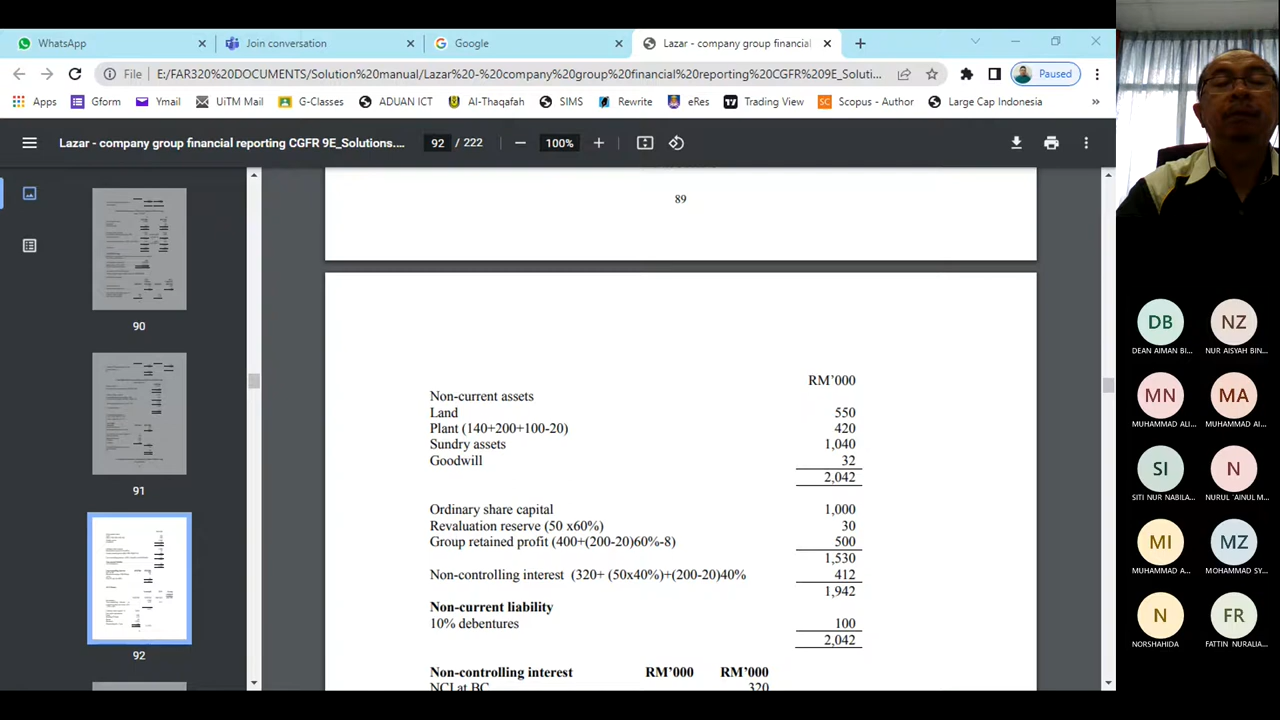 WhatsApp
Join conversation
Google
Lazar - company group financial
File
E:/FAR320%20DOCUMENTS/Solution%20manual/Lazar%20-%20company%20group%20financial%20reporting%20CGFR%209E_Soluti...
Paused
Apps
Gform
Ymail
UiTM Mail
G-Classes
ADUAN ICT
Al-Thaqafah
SIMS
Rewrite
eRes
Trading View
SC
Scopus - Author
Large Cap Indonesia
»
Lazar - company group financial reporting CGFR 9E_Solutions....
92 / 222
100%
90
91
92
89
RM'000
Non-current assets
Land 550
Plant (140+200+100-20) 420
Sundry assets 1,040
Goodwill 32
2,042
Ordinary share capital 1,000
Revaluation reserve (50 x60%) 30
Group retained profit (400+(200-20)60%-8) 500
1,530
Non-controlling interest (320+ (50x40%)+(200-20)40% 412
1,942
Non-current liability
10% debentures 100
2,042
Non-controlling interest RM'000 RM'000
NCI at BC 320
DB
DEAN AIMAN BI...
NZ
NUR AISYAH BIN...
MN
MUHAMMAD ALI...
MA
MUHAMMAD AI...
SI
SITI NUR NABILA...
N
NURUL 'AINUL M...
MI
MUHAMMAD A...
MZ
MOHAMMAD SY...
N
NORSHAHIDA
FR
FATTIN NURALIA...